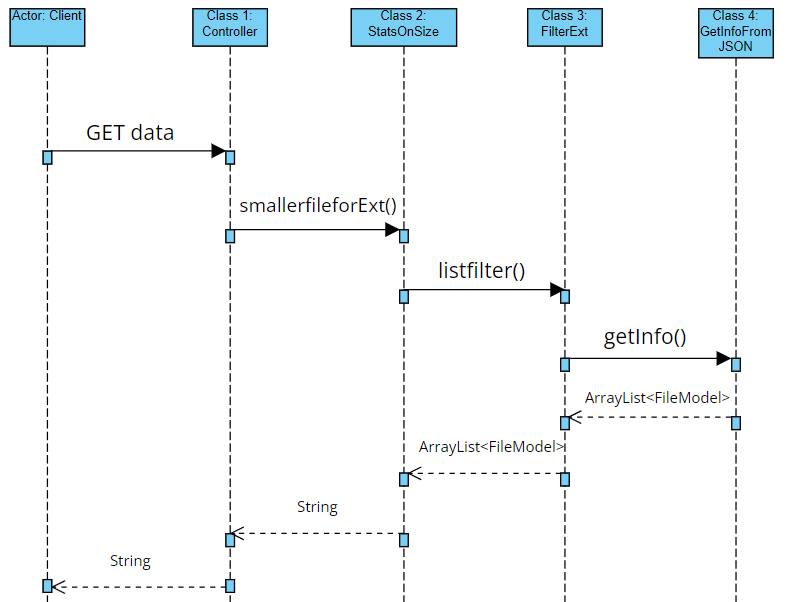 Actor: Client
Class 1:
Controller
Class 2:
StatsOnSize
Class 3:
FilterExt
Class 4:
GetInfoFrom
JSON
GET data
smallerfileforExt()
listfilter()
getInfo()
ArrayList<FileModel>
ArrayList<FileModel>
String
String